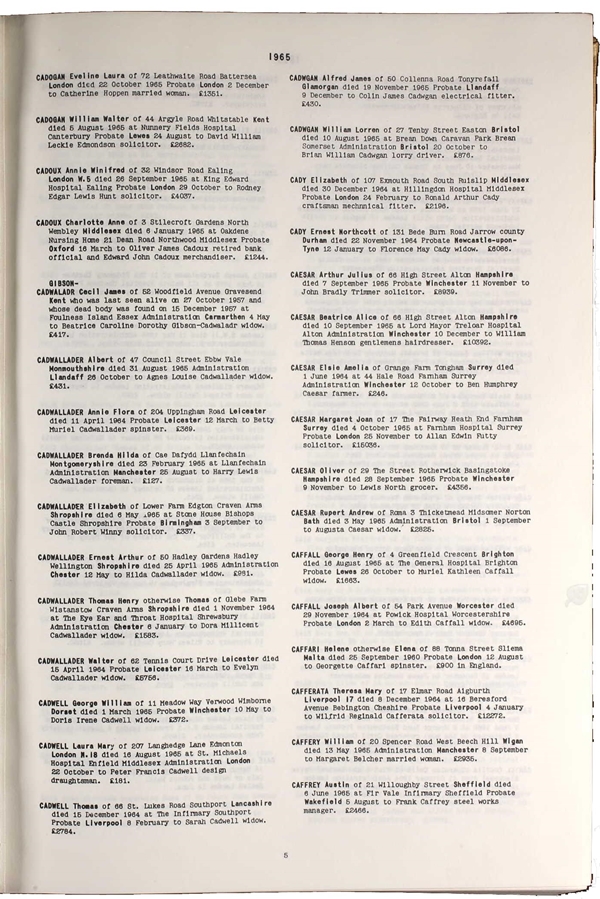 1965
CADOGAN Eveline Laura of 72 Leathwaite Road Battersea
London died 22 October 1965 Probate London 2 December
to Catherine Hoppen married woman. £1351.
CADOGAN William Walter of 44 Argyle Road Whitstable Kent
died 5 August 1965 at Nunnery Fields Hospital
Canterbury Probate Lewes 24 August to David William
Leckie Edmondson solicitor. £2682.
CADOUX Annie Winifred of 32 Windsor Road Ealing
London W.5 died 26 September 1965 at King Edward
Hospital Ealing Probate London 29 October to Rodney
Edgar Lewis Hunt solicitor. £4037.
CADOUX Charlotte Anne of 3 Stilecroft Gardens North
Wembley Middlesex died 6 January 1965 at Oakdene
Nursing Home 21 Dean Road Northwood Middlesex Probate
Oxford 16 March to Oliver James Cadoux retired bank
official and Edward John Cadoux merchandiser. £1244.
GIBSON-
CADWALADR Cecil James of 52 Woodfield Avenue Gravesend
Kent who was last seen alive on 27 October 1957 and
whose dead body was found on 15 December 1957 at
Foulness Island Essex Administration Carmarthen 4 May
to Beatrice Caroline Dorothy Gibson-Cadwaladr widow.
£417.
CADWALLADER Albert of 47 Council Street Ebbw Vale
Monmouthshire died 31 August 1965 Administration
Llandaff 26 October to Agnes Louise Cadwallader widow.
£431.
CADWALLADER Annie Flora of 204 Uppingham Road Leicester
died 11 April 1964 Probate Leicester 12 March to Betty
Muriel Cadwallader spinster. £369.
CADWALLADER Brenda Hilda of Cae Dafydd Llanfechain
Montgomeryshire died 23 February 1965 at Llanfechain
Administration Manchester 25 August to Harry Lewis
Cadwallader foreman. £127.
CADWALLADER Elizabeth of Lower Farm Edgton Craven Arms
Shropshire died 6 May .965 at Stone House Bishops
Castle Shropshire Probate Birmingham 3 September to
John Robert Winny solicitor. £337.
CADWALLADER Ernest Arthur of 50 Hadley Gardens Hadley
Wellington Shropshire died 25 April 1965 Administration
Chester 12 May to Hilda Cadwallader widow. £981.
CADWALLADER Thomas Henry otherwise Thomas of Glebe Farm
Wistanstow Craven Arms Shropshire died 1 November 1964
at The Eye Ear and Throat Hospital Shrewsbury
Administration Chester 6 January to Dora Millicent
Cadwallader widow. £1583.
CADWALLADER Walter of 62 Tennis Court Drive Leicester died
15 April 1964 Probate Leicester 16 March to Evelyn
Cadwallader widow. £5756.
CADWELL George William of 11 Meadow Way Verwood Wimborne
Dorset died 1 March 1965 Probate Winchester 10 May to
Doris Irene Cadwell widow. £372.
CADWELL Laura Mary of 207 Langhedge Lane Edmonton
London N.18 died 16 August 1965 at St. Michaels
Hospital Enfield Middlesex Administration London
22 October to Peter Francis Cadwell design
draughtsman. £181.
CADWELL Thomas of 66 St. Lukes Road Southport Lancashire
died 15 December 1964 at The Infirmary Southport
Probate Liverpool 8 February to Sarah Cadwell widow.
£2784.
CADWGAN Alfred James of 50 Collenna Road Tonyrefail
Glamorgan died 19 November 1965 Probate Llandaff
9 December to Colin James Cadwgan electrical fitter.
£430.
CADWGAN William Lorren of 27 Tenby Street Easton Bristol
died 10 August 1965 at Brean Down Caravan Park Brean
Somerset Administration Bristol 20 October to
Brian William Cadwgan lorry driver. £876.
CADY Elizabeth of 107 Exmouth Road South Ruislip Middlesex
died 30 December 1964 at Hillingdon Hospital Middlesex
Probate London 24 February to Ronald Arthur Cady
craftsman mechanical fitter. £2196.
CADY Ernest Northcott of 131 Bede Burn Road Jarrow county
Durham died 22 November 1964 Probate Newcastle-upon-
Tyne 12 January to Florence May Cady widow. £6086.
CAESAR Arthur Julius of 66 High Street Alton Hampshire
died 7 September 1965 Probate Winchester 11 November to
John Bradly Trimmer solicitor. £8939.
CAESAR Beatrice Alice of 66 High Street Alton Hampshire
died 10 September 1965 at Lord Mayor Treloar Hospital
Alton Administration Winchester 10 December to William
Thomas Henson gentlemens hairdresser. £10392.
CAESAR Elsie Amelia of Grange Farm Tongham Surrey died
1 June 1964 at 44 Hale Road Farnham Surrey
Administration Winchester 12 October to Ben Humphrey
Caesar farmer. £246.
CAESAR Margaret Joan of 17 The Fairway Heath End Farnham
Surrey died 4 October 1965 at Farnham Hospital Surrey
Probate London 25 November to Allan Edwin Futty
solicitor. £15036.
CAESAR Oliver of 29 The Street Rotherwick Basingstoke
Hampshire died 28 September 1965 Probate Winchester
9 November to Lewis North grocer. £4356.
CAESAR Rupert Andrew of Roma 3 Thicketmead Midsomer Norton
Bath died 3 May 1965 Administration Bristol 1 September
to Augusta Caesar widow. £2825.
CAFFALL George Henry of 4 Greenfield Crescent Brighton
died 16 August 1965 at The General Hospital Brighton
Probate Lewes 26 October to Muriel Kathleen Caffall
widow. £1663.
CAFFALL Joseph Albert of 54 Park Avenue Worcester died
29 November 1964 at Powick Hospital Worcestershire
Probate London 2 March to Edith Caffall widow. £4695.
CAFFARI Helene otherwise Elena of 88 Tonna Street Sliema
Malta died 25 September 1960 Probate London 12 August
to Georgette Caffari spinster. £900 in England.
CAFFERATA Theresa Mary of 17 Elmar Road Aigburth
Liverpool 17 died 8 December 1964 at 16 Beresford
Avenue Bebington Cheshire Probate Liverpool 4 January
to Wilfrid Reginald Cafferata solicitor. £12272.
CAFFERY William of 20 Spencer Road West Beech Hill Wigan
died 13 May 1965 Administration Manchester 8 September
to Margaret Belcher married woman. £2935.
CAFFREY Austin of 21 Willoughby Street Sheffield died
6 June 1965 at Fir Vale Infirmary Sheffield Probate
Wakefield 5 August to Frank Caffrey steel works
manager. £2466.
5